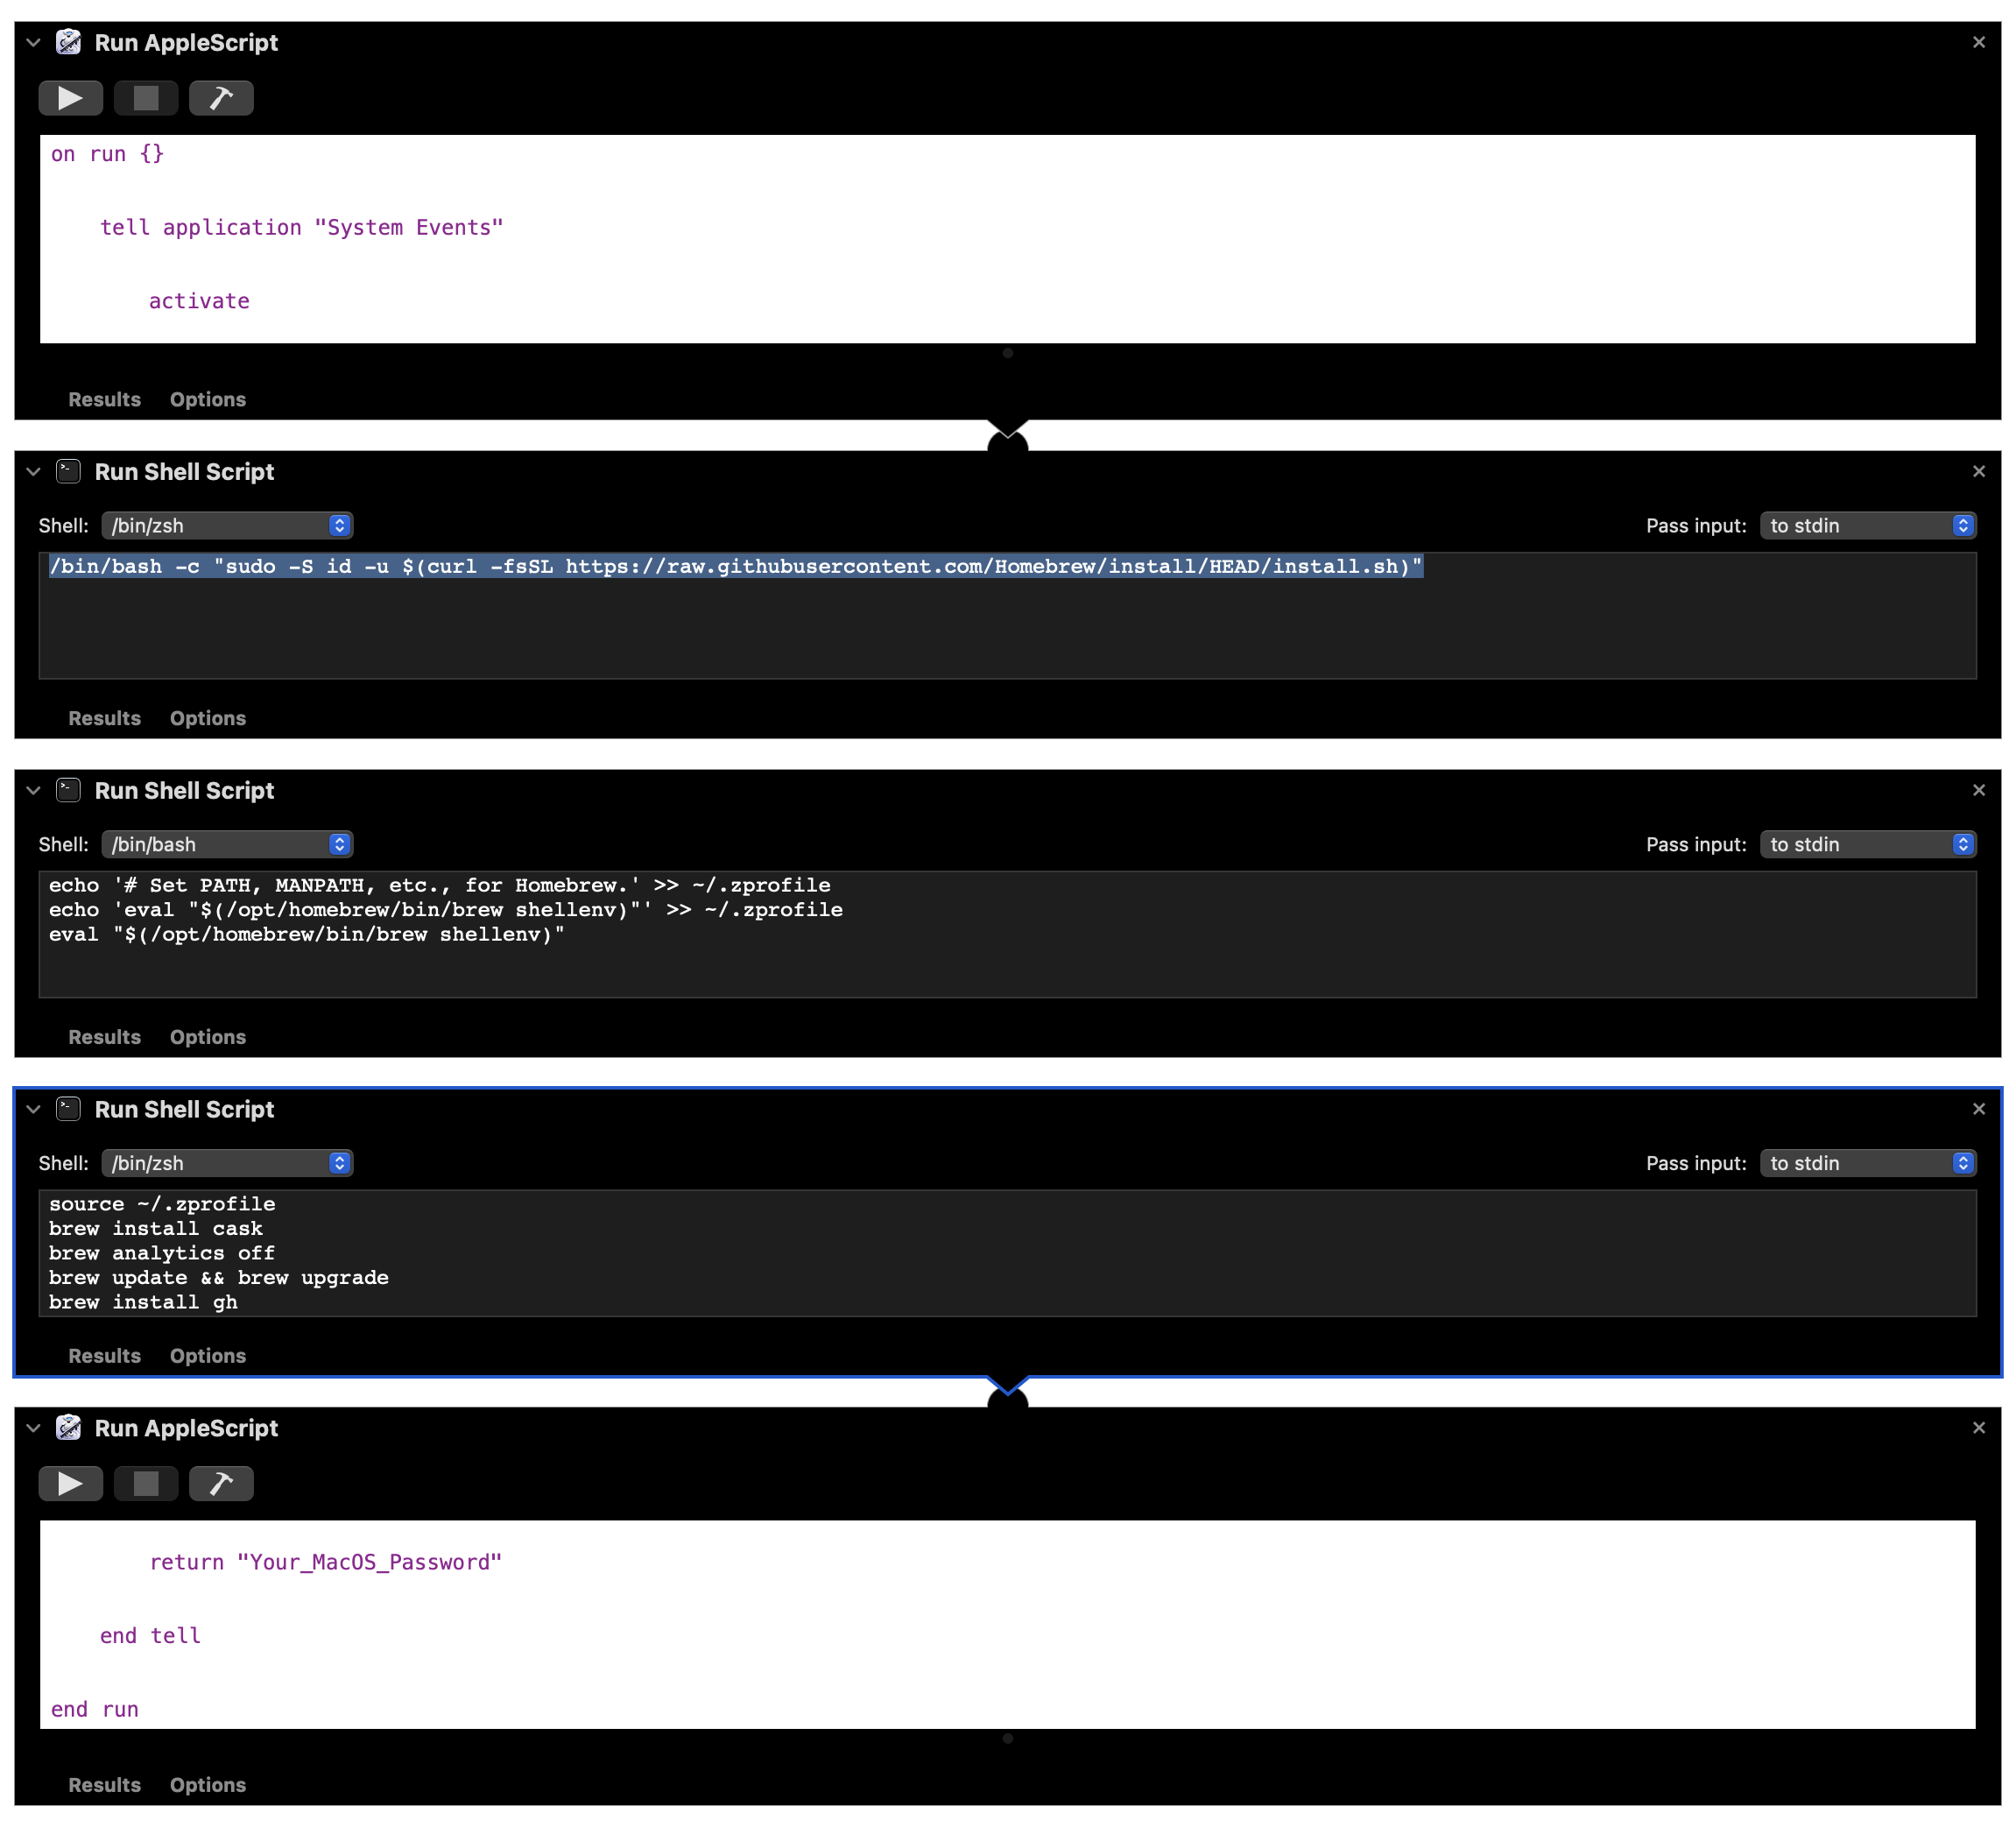 Run AppleScript
on run {}
tell application "System Events"
activate
Results Options
Run Shell Script
Shell: /bin/zsh Pass input: to stdin
/bin/bash -c "sudo -S id -u $(curl -fsSL https://raw.githubusercontent.com/Homebrew/install/HEAD/install.sh)"
Results Options
Run Shell Script
Shell: /bin/bash Pass input: to stdin
echo '# Set PATH, MANPATH, etc., for Homebrew.' >> ~/.zprofile
echo 'eval "$(/opt/homebrew/bin/brew shellenv)"' >> ~/.zprofile
eval "$(/opt/homebrew/bin/brew shellenv)"
Results Options
Run Shell Script
Shell: /bin/zsh Pass input: to stdin
source ~/.zprofile
brew install cask
brew analytics off
brew update && brew upgrade
brew install gh
Results Options
Run AppleScript
return "Your_MacOS_Password"
end tell
end run
Results Options